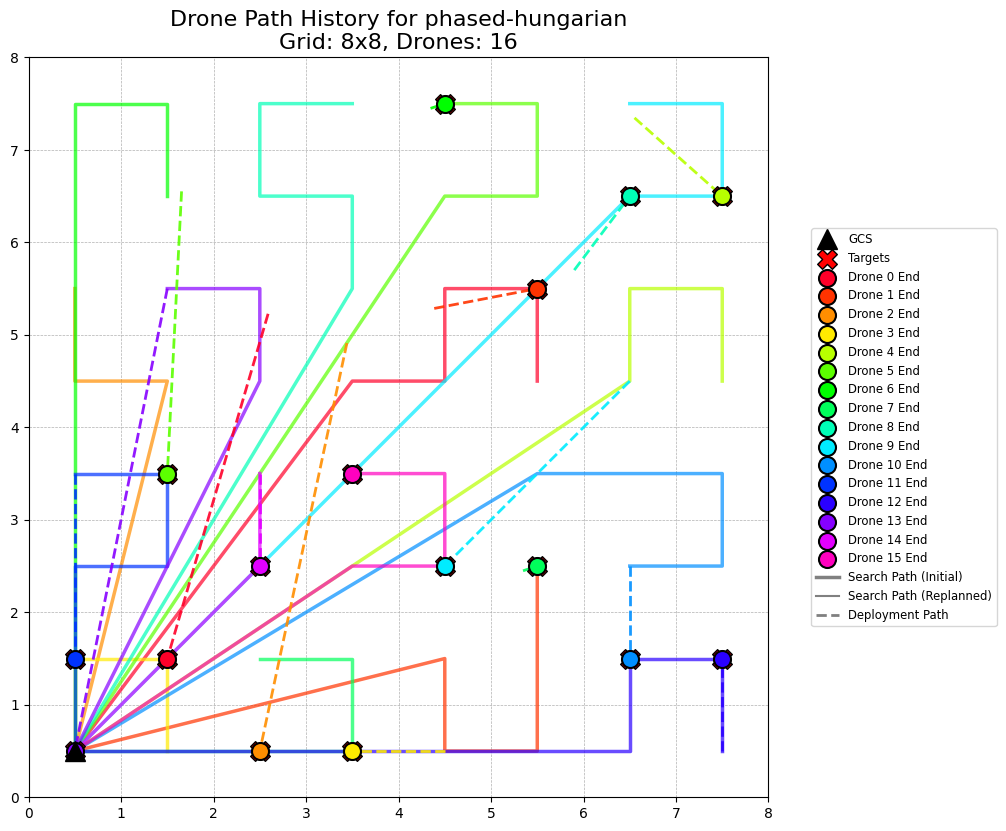 Drone Path History for phased-hungarian
Grid: 8x8, Drones: 16
8
7
6
5
4
3
2
1
0
0 1 2 3 4 5 6 7 8
GCS
Targets
Drone 0 End
Drone 1 End
Drone 2 End
Drone 3 End
Drone 4 End
Drone 5 End
Drone 6 End
Drone 7 End
Drone 8 End
Drone 9 End
Drone 10 End
Drone 11 End
Drone 12 End
Drone 13 End
Drone 14 End
Drone 15 End
Search Path (Initial)
Search Path (Replanned)
Deployment Path